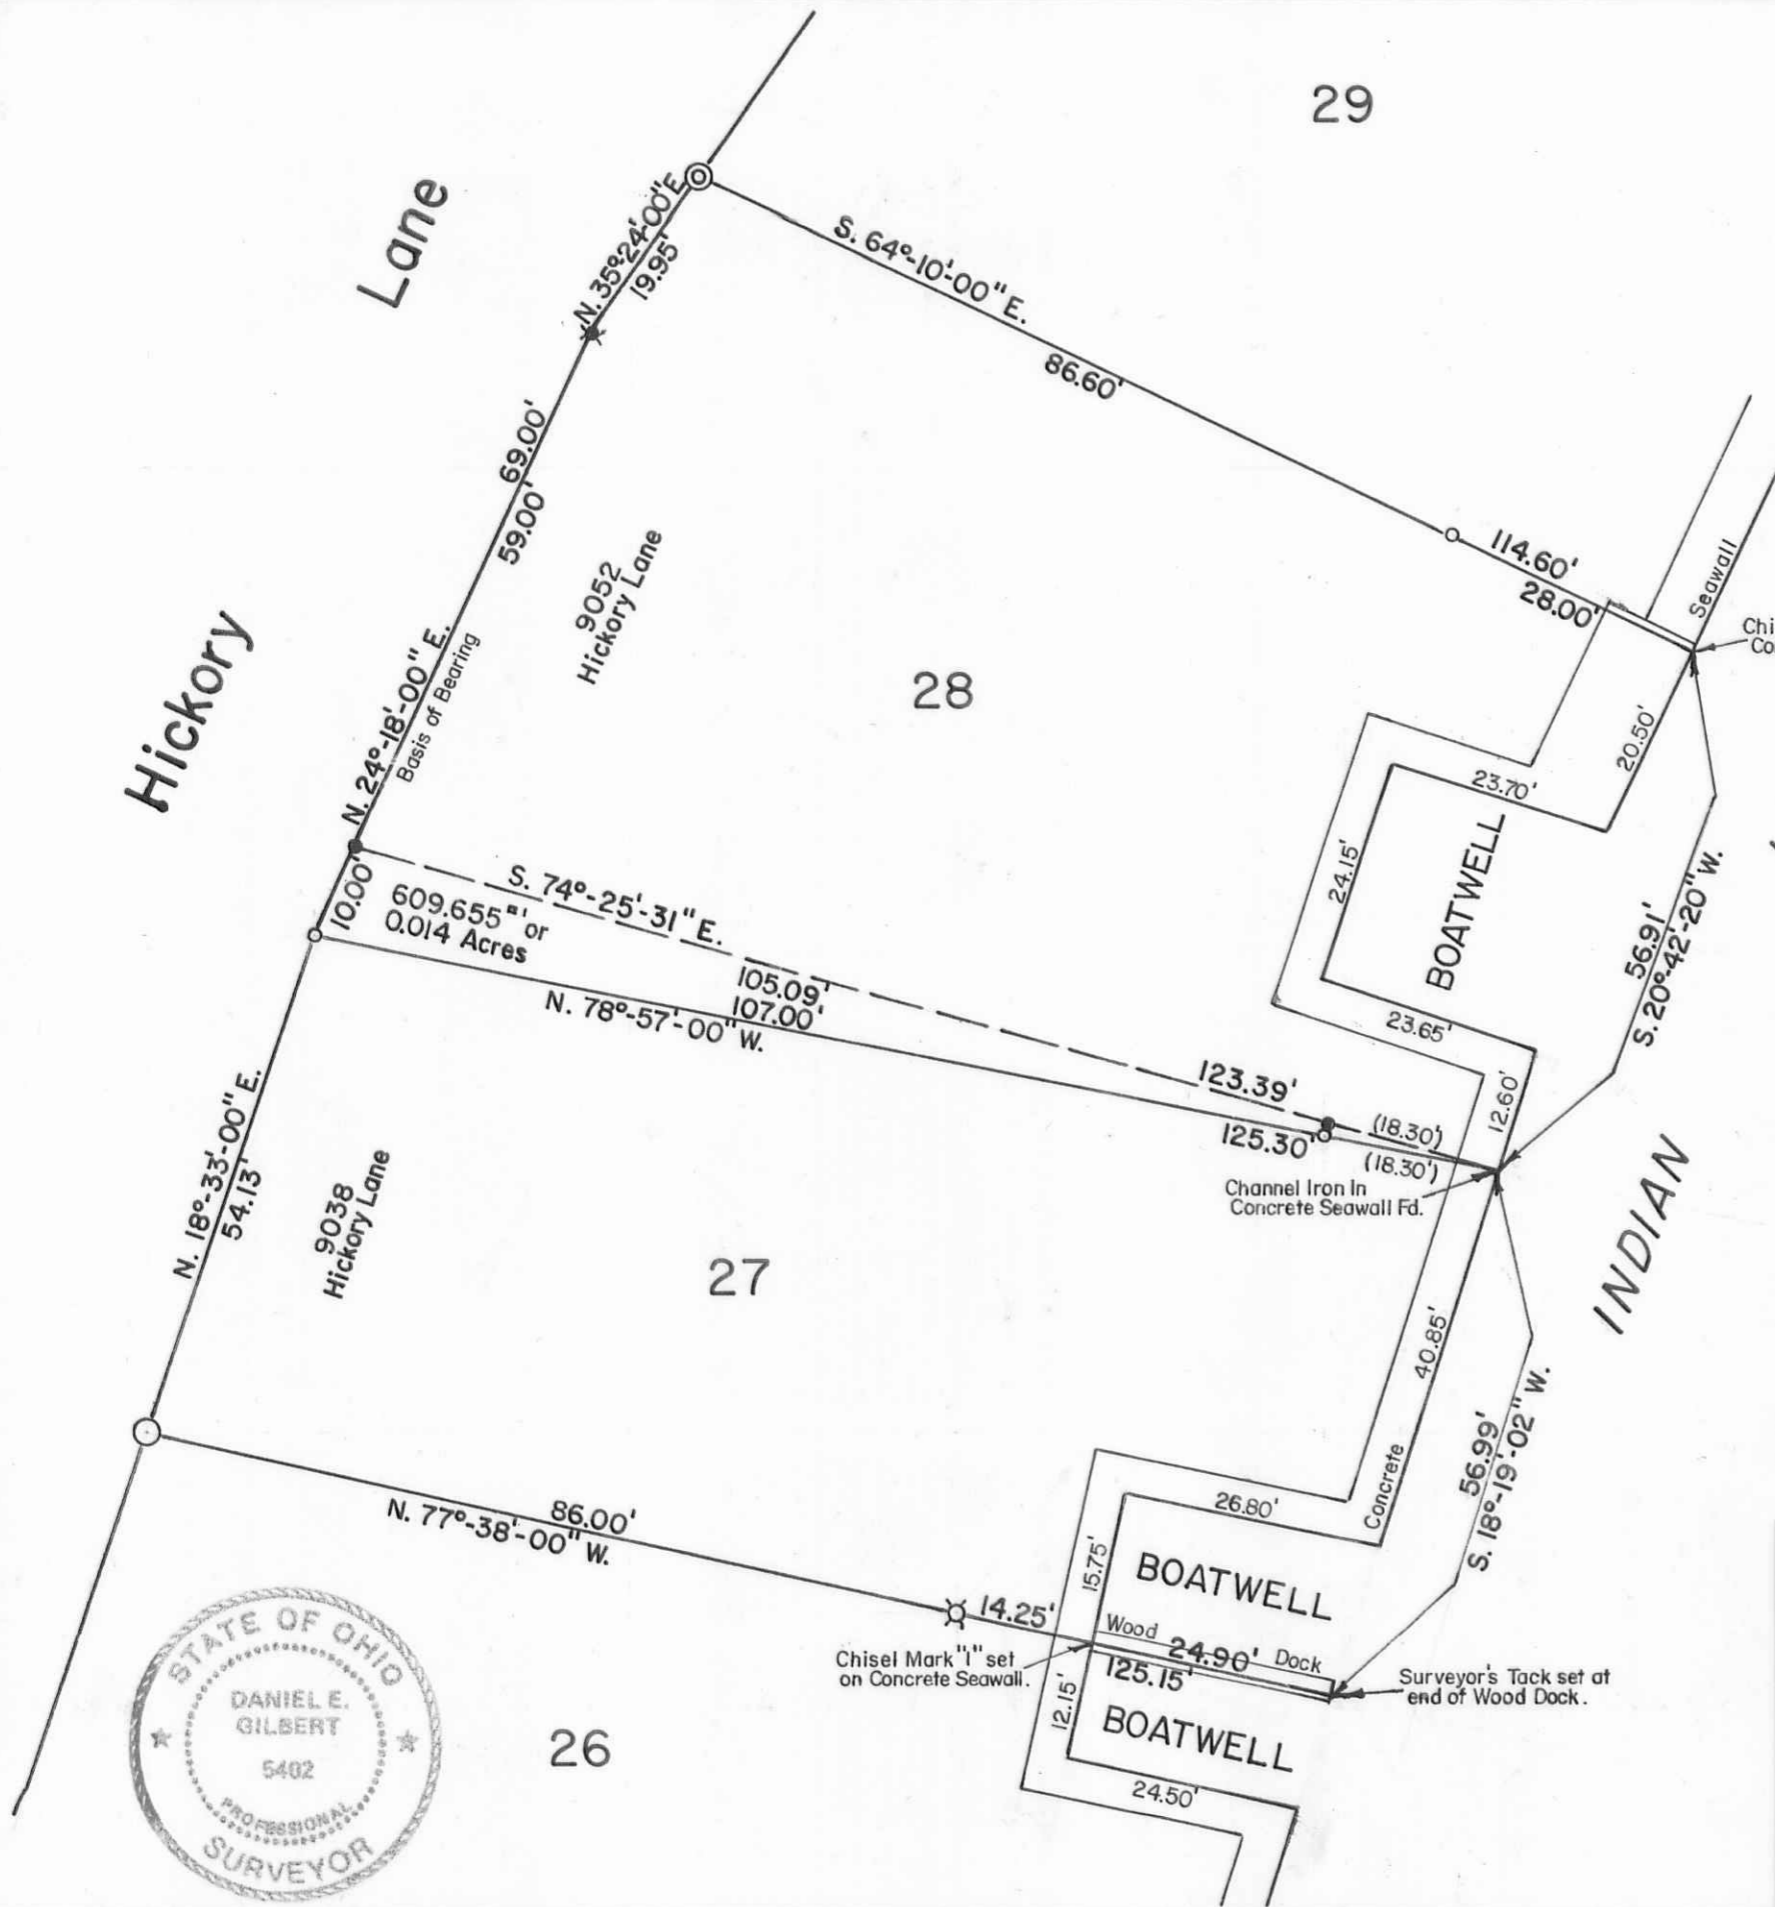 29
Lane
N. 35°-24'-00" E.
19.95'
S. 64°-10'-00" E.
86.60'
114.60'
28.00'
Seawall
Chi
Co
69.00'
59.00'
N. 24°-18'-00" E.
Basis of Bearing
9052
Hickory Lane
28
Hickory
20.50'
23.70'
24.15'
BOATWELL
23.65'
12.60'
56.91'
S. 20°-42'-20" W.
10.00'
S. 74°-25'-31" E.
609.655 □' or
0.014 Acres
105.09'
107.00'
N. 78°-57'-00" W.
123.39'
125.30'
(18.30')
(18.30')
Channel Iron In
Concrete Seawall Fd.
INDIAN
N. 18°-33'-00" E.
54.13'
9038
Hickory Lane
27
40.85'
Concrete
56.99'
S. 18°-19'-02" W.
86.00'
N. 77°-38'-00" W.
26.80'
15.75'
BOATWELL
14.25'
Wood Dock
24.90'
125.15'
Chisel Mark "I" set
on Concrete Seawall.
Surveyor's Tack set at
end of Wood Dock.
12.15'
BOATWELL
24.50'
26
STATE OF OHIO
DANIEL E.
GILBERT
5402
PROFESSIONAL
SURVEYOR